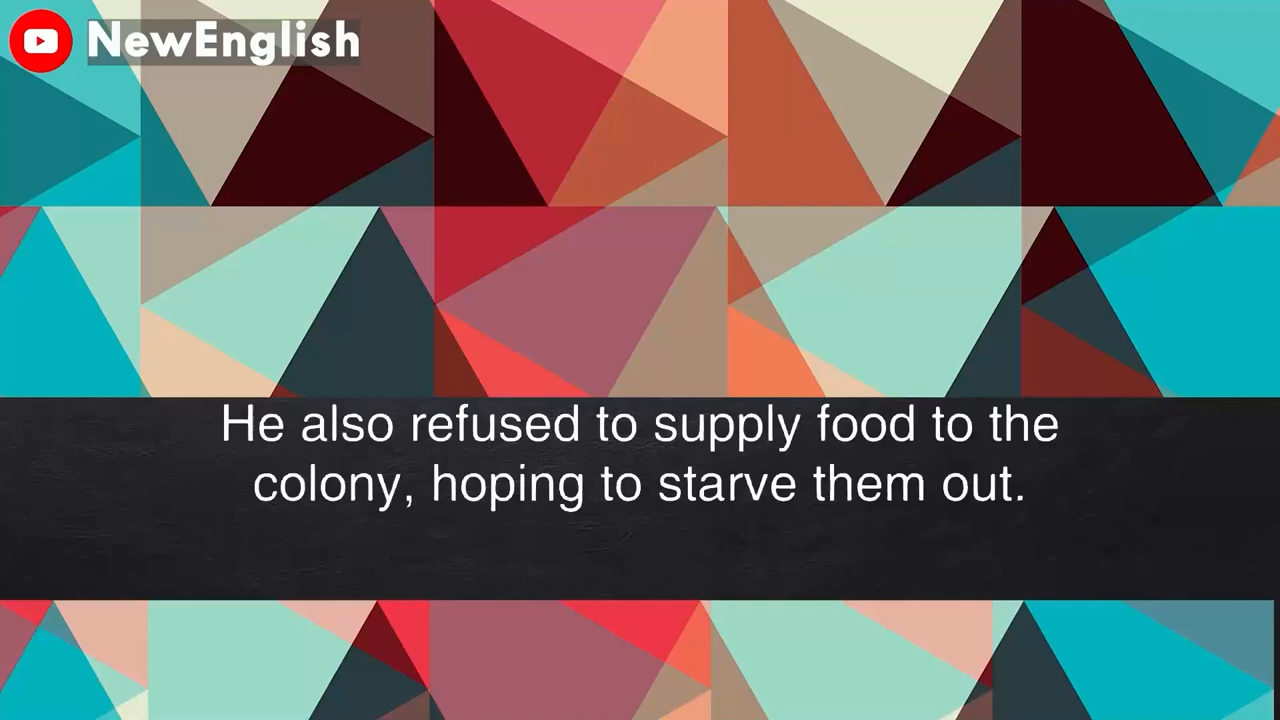 NewEnglish
He also refused to supply food to the
colony, hoping to starve them out.